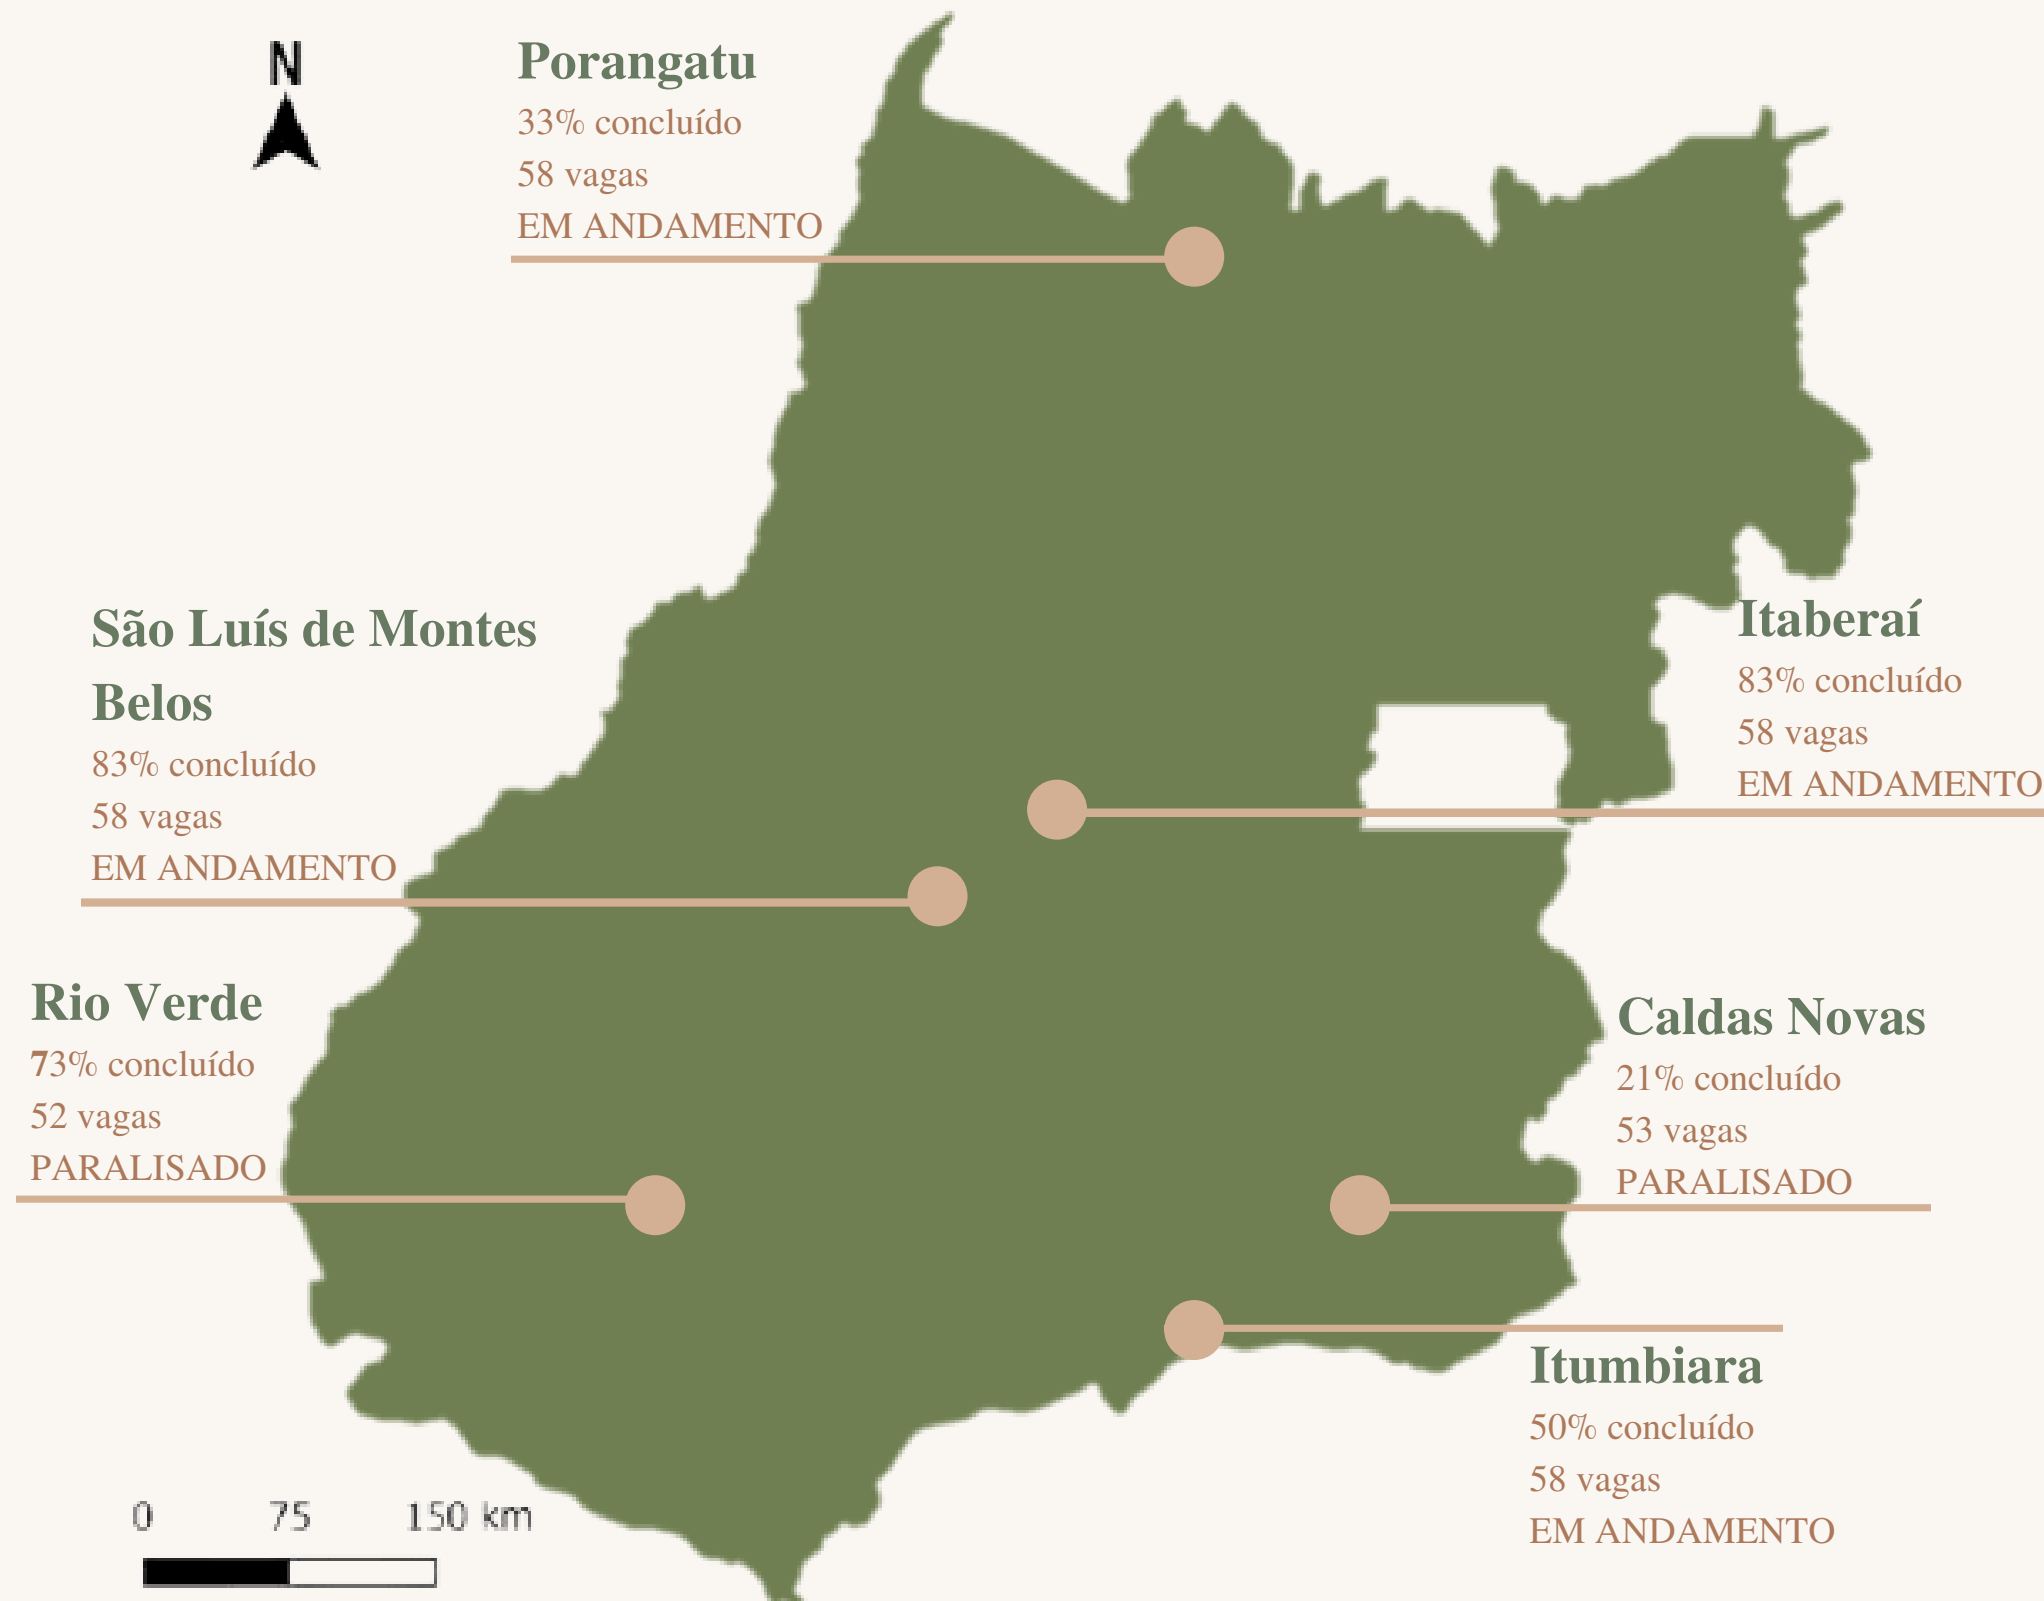 N
Porangatu
33% concluído
58 vagas
EM ANDAMENTO
São Luís de Montes
Belos
83% concluído
58 vagas
EM ANDAMENTO
Itaberaí
83% concluído
58 vagas
EM ANDAMENTO
Rio Verde
73% concluído
52 vagas
PARALISADO
Caldas Novas
21% concluído
53 vagas
PARALISADO
Itumbiara
50% concluído
58 vagas
EM ANDAMENTO
0 75 150 km